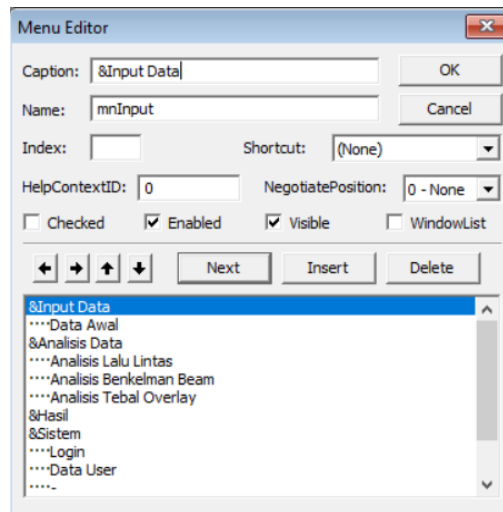 Menu Editor
Caption: &Input Data
OK
Name: mnInput
Cancel
Index:
Shortcut: (None)
HelpContextID: 0
NegotiatePosition: 0 - None
Checked
Enabled
Visible
WindowList
Next
Insert
Delete
&Input Data
····Data Awal
&Analisis Data
····Analisis Lalu Lintas
····Analisis Benkelman Beam
····Analisis Tebal Overlay
&Hasil
&Sistem
····Login
····Data User
····-